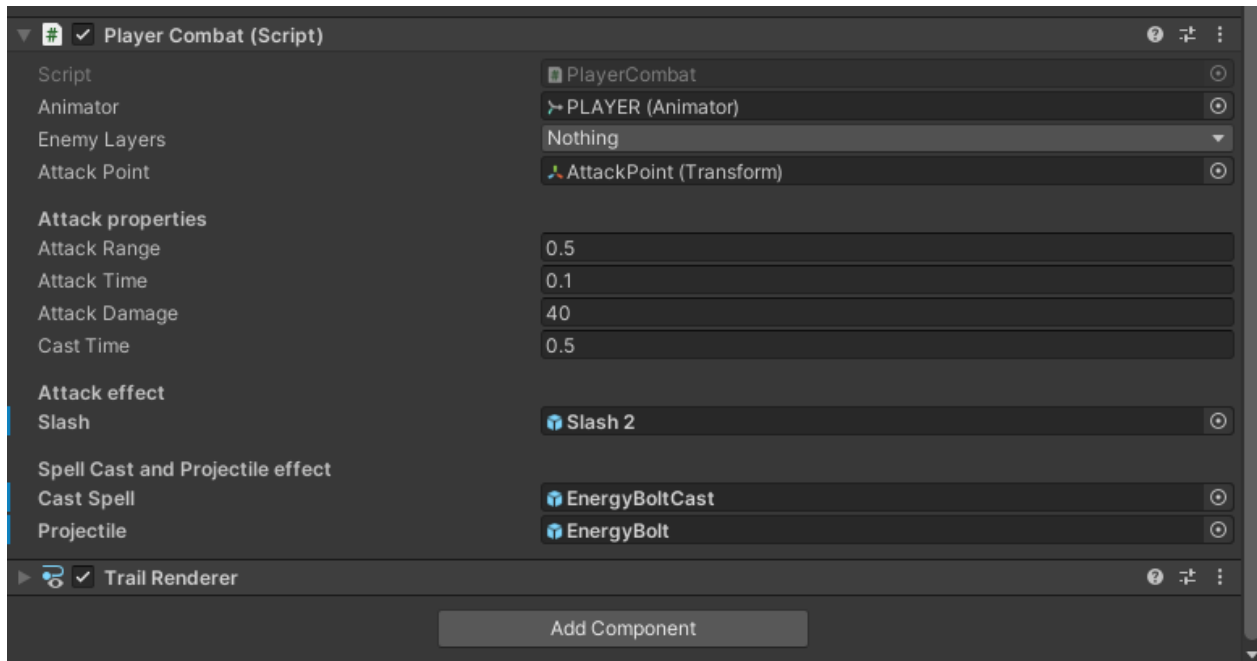 Player Combat (Script)
Script PlayerCombat
Animator PLAYER (Animator)
Enemy Layers Nothing
Attack Point AttackPoint (Transform)
Attack properties
Attack Range 0.5
Attack Time 0.1
Attack Damage 40
Cast Time 0.5
Attack effect
Slash Slash 2
Spell Cast and Projectile effect
Cast Spell EnergyBoltCast
Projectile EnergyBolt
Trail Renderer
Add Component